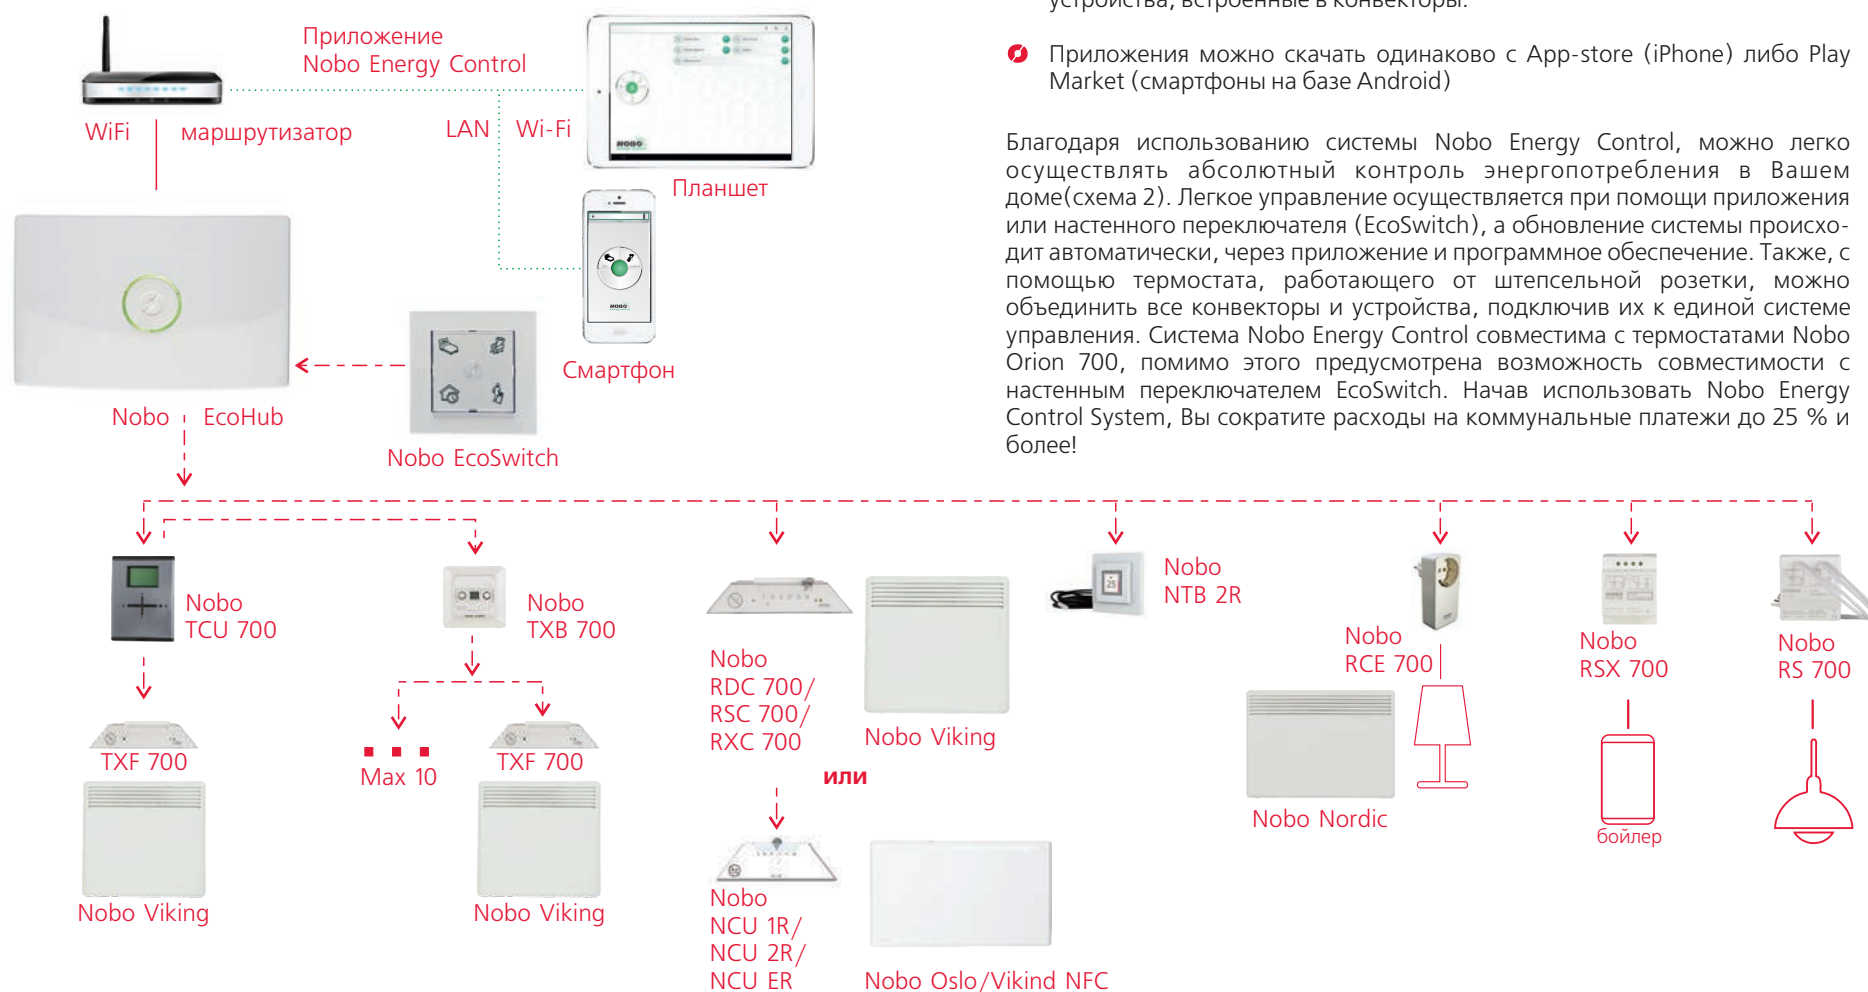 устройства, встроенные в конвекторы.
Приложения можно скачать одинаково с App-store (iPhone) либо Play
Market (смартфоны на базе Android)
Благодаря использованию системы Nobo Energy Control, можно легко
осуществлять абсолютный контроль энергопотребления в Вашем
доме(схема 2). Легкое управление осуществляется при помощи приложения
или настенного переключателя (EcoSwitch), а обновление системы происхо-
дит автоматически, через приложение и программное обеспечение. Также, с
помощью термостата, работающего от штепсельной розетки, можно
объединить все конвекторы и устройства, подключив их к единой системе
управления. Система Nobo Energy Control совместима с термостатами Nobo
Orion 700, помимо этого предусмотрена возможность совместимости с
настенным переключателем EcoSwitch. Начав использовать Nobo Energy
Control System, Вы сократите расходы на коммунальные платежи до 25 % и
более!
Приложение
Nobo Energy Control
WiFi маршрутизатор
LAN Wi-Fi
NOBO
Планшет
NOBO
Смартфон
Nobo EcoHub
Nobo EcoSwitch
Nobo
TCU 700
Nobo
TXB 700
TXF 700
Max 10
TXF 700
Nobo Viking
Nobo Viking
Nobo
RDC 700/
RSC 700/
RXC 700
Nobo Viking
или
Nobo
NCU 1R/
NCU 2R/
NCU ER
Nobo Oslo/Vikind NFC
25
Nobo
NTB 2R
Nobo
RCE 700
Nobo Nordic
Nobo
RSX 700
бойлер
Nobo
RS 700